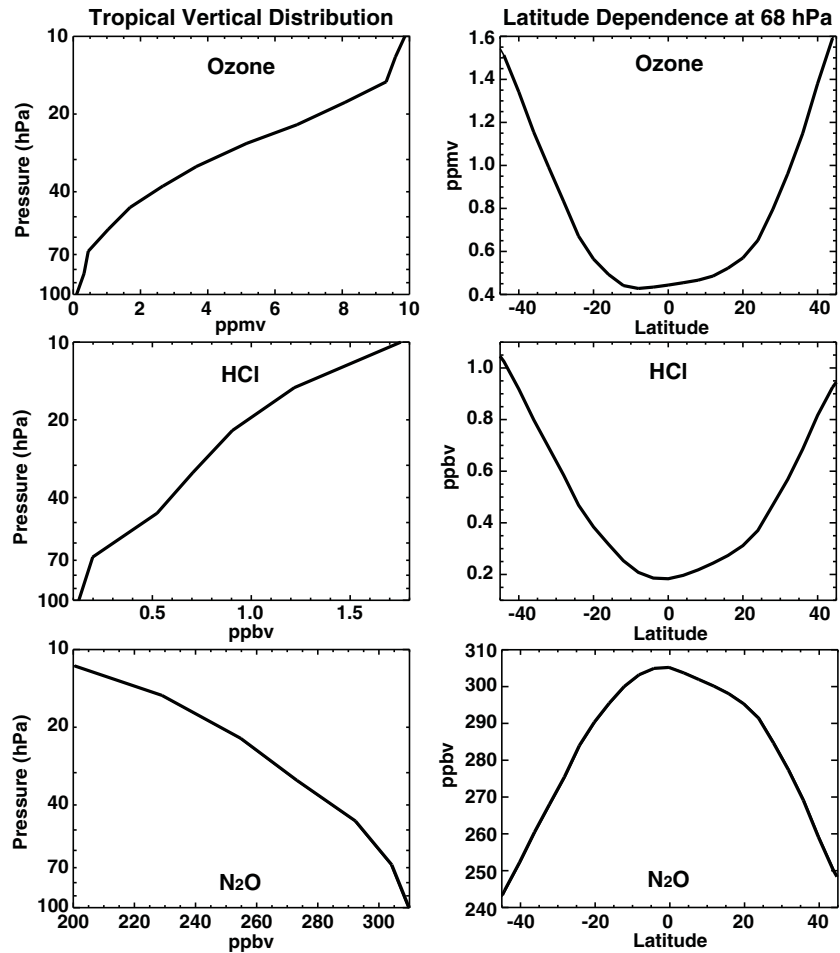 Tropical Vertical Distribution
Latitude Dependence at 68 hPa
Ozone
Pressure (hPa)
10
20
40
70
100
0 2 4 6 8 10
ppmv
Ozone
ppmv
1.6
1.4
1.2
1.0
0.8
0.6
0.4
-40 -20 0 20 40
Latitude
HCl
Pressure (hPa)
10
20
40
70
100
0.5 1.0 1.5
ppbv
HCl
ppbv
1.0
0.8
0.6
0.4
0.2
-40 -20 0 20 40
Latitude
N2O
Pressure (hPa)
10
20
40
70
100
200 220 240 260 280 300
ppbv
N2O
ppbv
310
305
300
290
280
270
260
250
240
-40 -20 0 20 40
Latitude